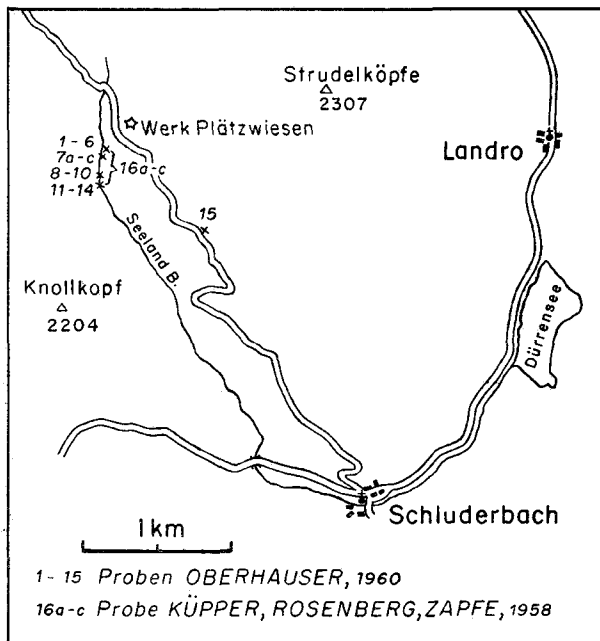 Strudelköpfe
2307
Werk Plätzwiesen
Landro
1-6
7a-c
8-10
11-14
16a-c
15
Seeland B.
Knollkopf
2204
Dürrensee
Schluderbach
1km
1-15 Proben OBERHAUSER, 1960
16a-c Probe KÜPPER, ROSENBERG, ZAPFE, 1958